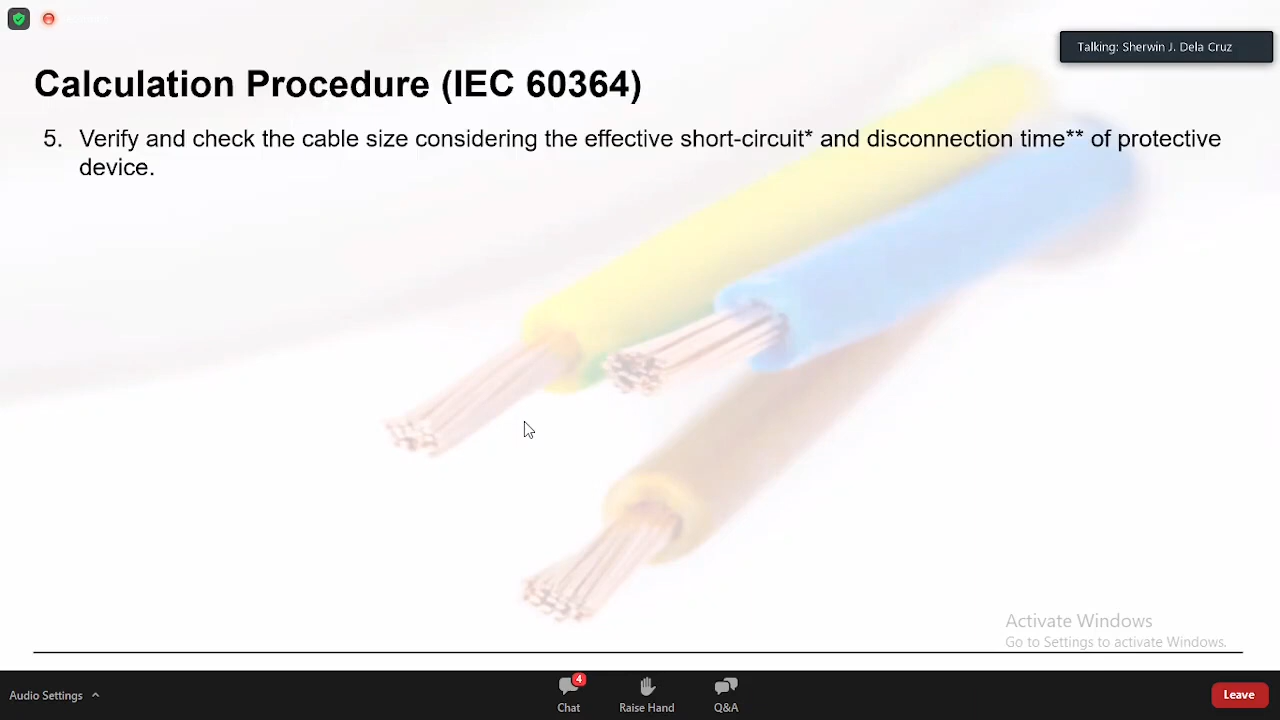 Talking: Sherwin J. Dela Cruz
Calculation Procedure (IEC 60364)
5. Verify and check the cable size considering the effective short-circuit* and disconnection time** of protective
device.
Activate Windows
Go to Settings to activate Windows.
Audio Settings
4
Chat
Raise Hand
Q&A
Leave